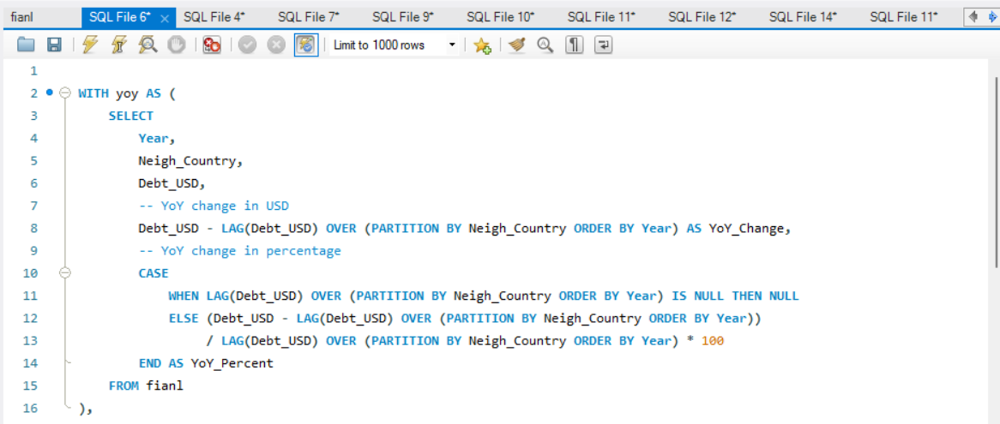 fianl SQL File 6* × SQL File 4* SQL File 7* SQL File 9* SQL File 10* SQL File 11* SQL File 12* SQL File 14* SQL File 11*
Limit to 1000 rows
1
2 WITH yoy AS (
3 SELECT
4 Year,
5 Neigh_Country,
6 Debt_USD,
7 -- YoY change in USD
8 Debt_USD - LAG(Debt_USD) OVER (PARTITION BY Neigh_Country ORDER BY Year) AS YoY_Change,
9 -- YoY change in percentage
10 CASE
11 WHEN LAG(Debt_USD) OVER (PARTITION BY Neigh_Country ORDER BY Year) IS NULL THEN NULL
12 ELSE (Debt_USD - LAG(Debt_USD) OVER (PARTITION BY Neigh_Country ORDER BY Year))
13 / LAG(Debt_USD) OVER (PARTITION BY Neigh_Country ORDER BY Year) * 100
14 END AS YoY_Percent
15 FROM fianl
16 ),